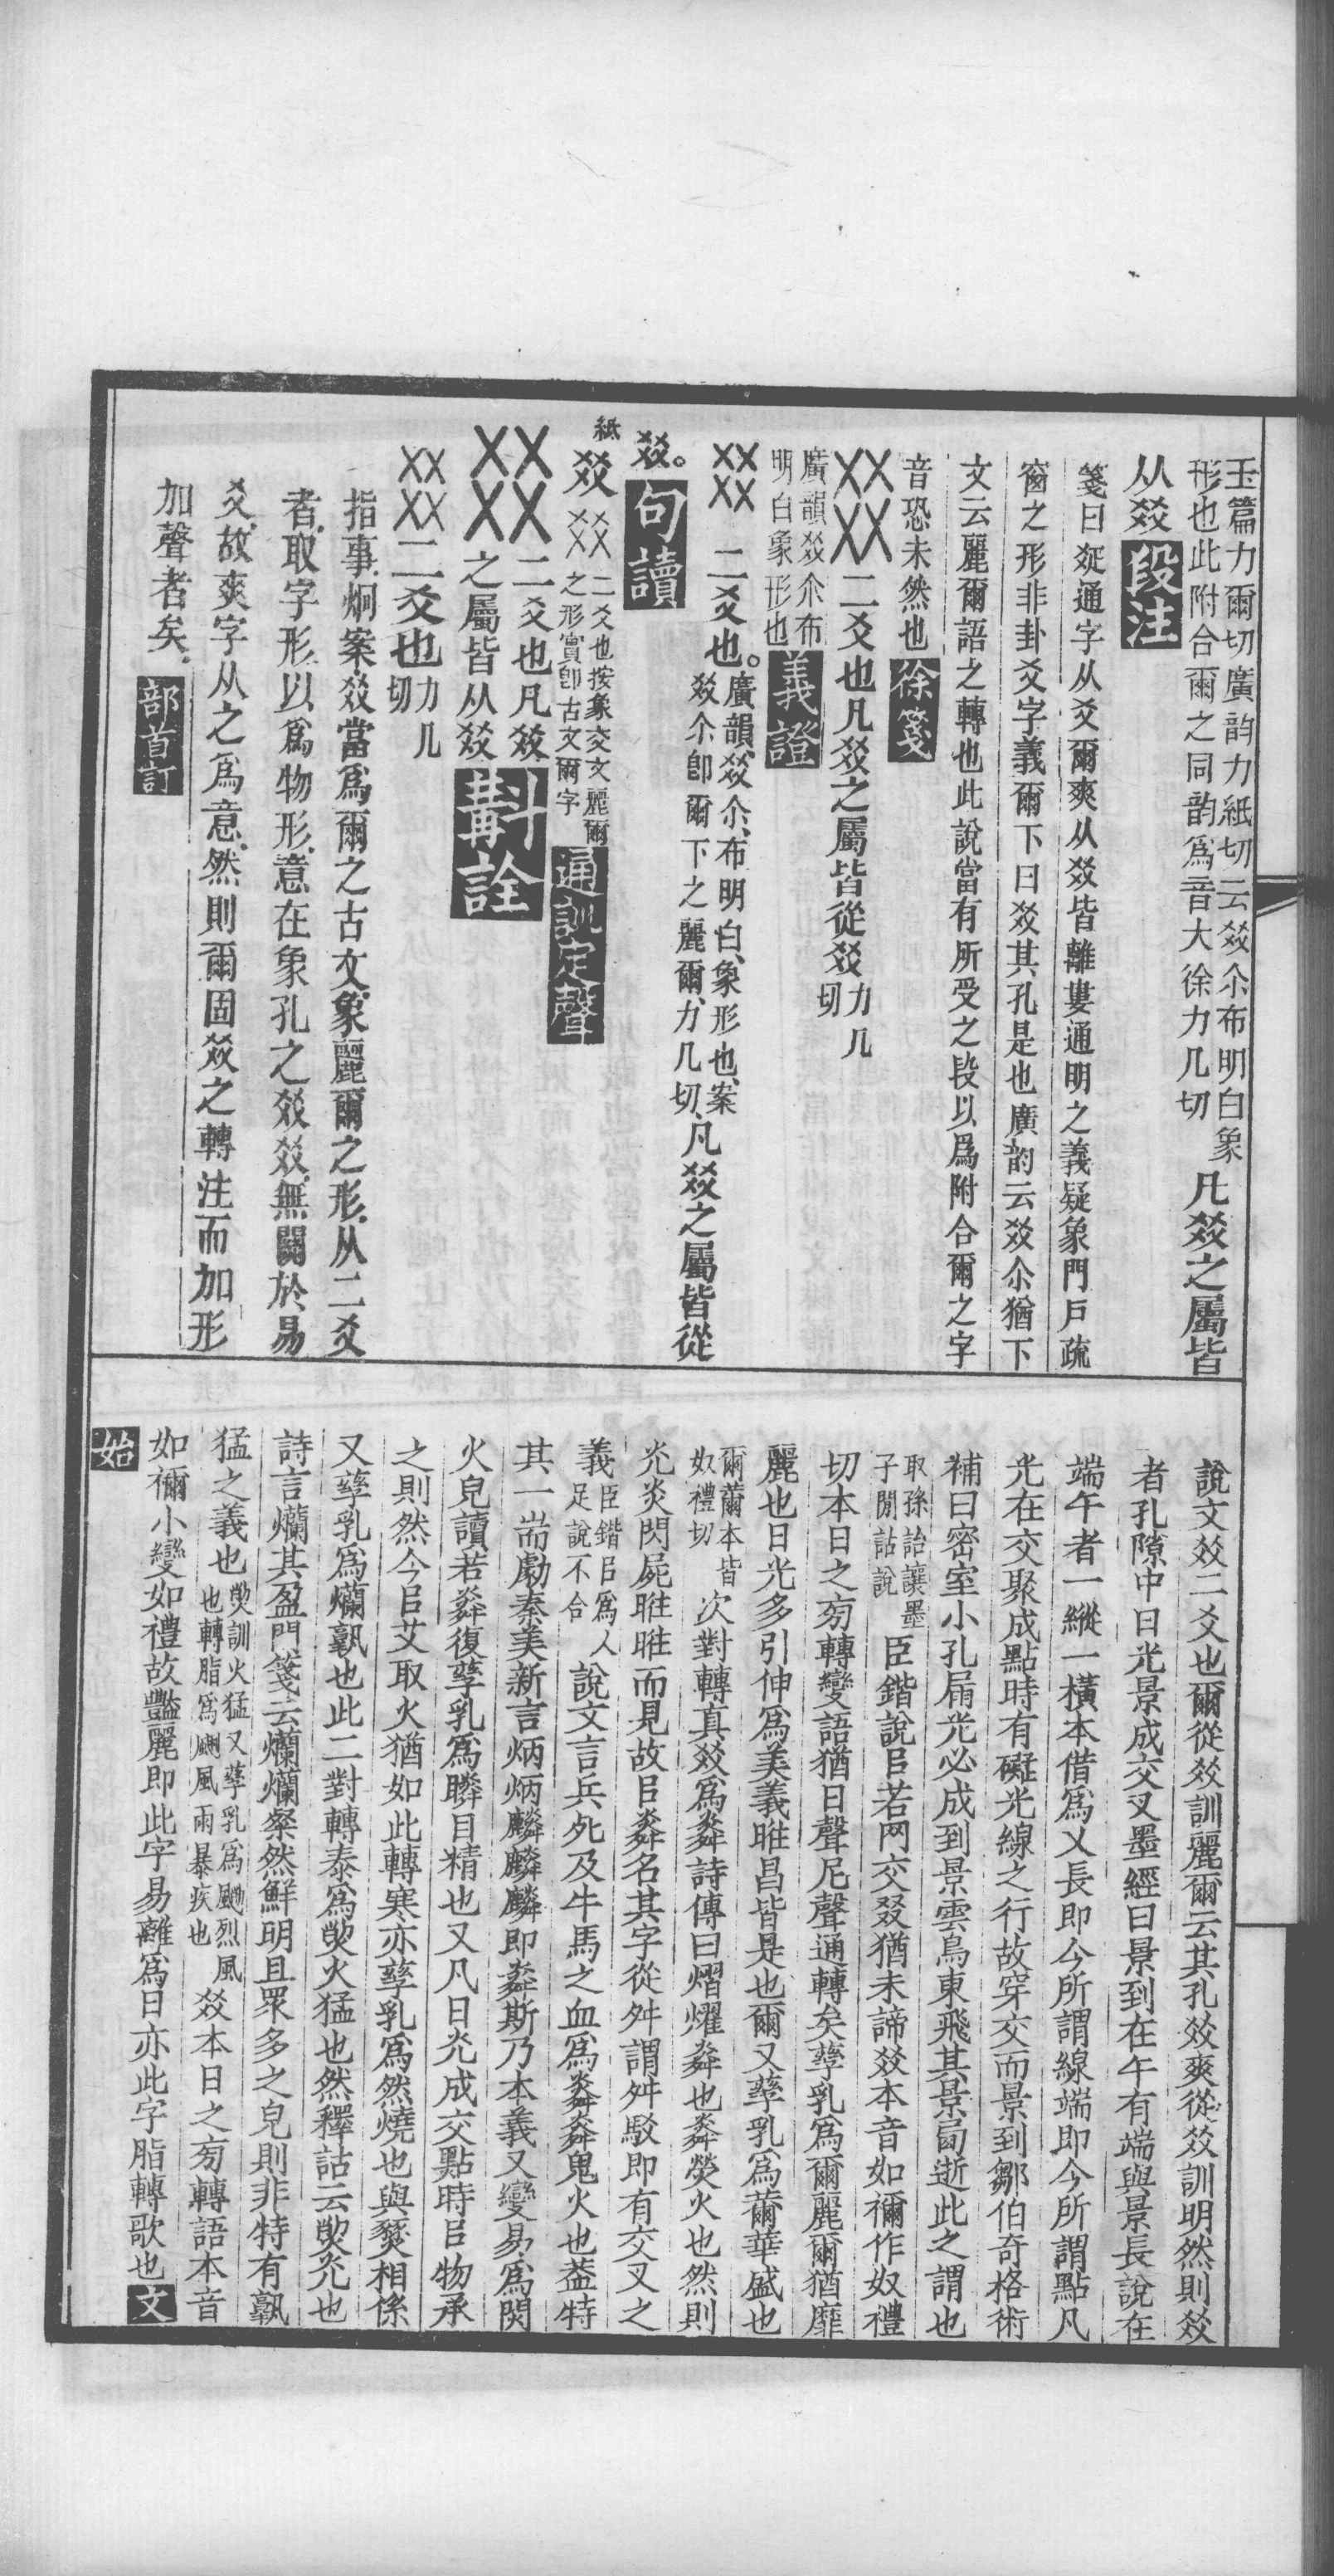 玉篇力爾切廣韵力紙切云㸚尒布明白象
形也此附合爾之同韵爲音大徐力几切
凡㸚之屬皆
从㸚段注
箋曰㸚通字从爻爾爽从㸚皆離婁通明之義疑象門戶疏
窗之形非卦爻字義爾下曰㸚其孔是也廣韵云㸚尒猶下
文云麗爾語之轉也此說當有所受之段以爲附合爾之字
音恐未然也徐箋
㸚二爻也凡㸚之屬皆從㸚力几切
廣韻㸚尒布
明白象形也義證
㸚二爻也。廣韻、㸚尒、布明白、象形也、案
㸚尒卽爾下之麗爾、力几切、凡㸚之屬皆從
㸚。句讀
紙
㸚㸚二爻也按象交文麗爾
之形實卽古文爾字通訓定聲
㸚二爻也凡㸚
之屬皆从㸚斠詮
㸚二爻也力几切
指事.炯案.㸚當爲爾之古文.象麗爾之形.从二爻
者.取字形.以爲物形.意在象孔之㸚㸚.無關於易
爻.故爽字从之爲意.然則爾固㸚之轉注而加形
加聲者矣.部首訂
說文㸚二爻也爾從㸚訓麗爾云其孔㸚爽從㸚訓明然則㸚
者孔隙中日光景成交叉墨經曰景到在午有端與景長說在
端午者一縱一橫本借爲乂長卽今所謂線端卽今所謂點凡
光在交聚成點時有礙光線之行故穿交而景到鄒伯奇格術
補曰密室小孔屚光必成到景雲鳥東飛其景𠧟逝此之謂也
取孫詒讓墨
子閒詁說臣鍇說㠯若网交㸚猶未諦㸚本音如禰作奴禮
切本日之㫄轉變語猶日聲尼聲通轉矣孳乳爲爾麗爾猶靡
麗也日光多引伸爲美義暀昌皆是也爾又孳乳爲薾華盛也
爾薾本皆
奴禮切次對轉真㸚爲粦詩傳曰熠燿粦也粦熒火也然則
炗炎閃屍暀暀而見故㠯粦名其字從舛謂舛駁卽有交叉之
義臣鍇㠯爲人
足說不合說文言兵死及牛馬之血爲粦粦鬼火也葢特
其一耑劇秦美新言炳炳麟麟麟卽粦斯乃本義又變易爲閔
火皃讀若粦復孳乳爲瞵目精也又凡日炗成交點時㠯物承
之則然今㠯艾取火猶如此轉寒亦孳乳爲然燒也與爕相係
又孳乳爲爤孰也此二對轉泰爲㷟火猛也然釋詁云㷟炗也
詩言爛其盈門箋云爛爛粲然鮮明且眾多之皃則非特有孰
猛之義也㷟訓火猛又孳乳爲颲烈風
也轉脂爲颲風雨暴疾也㸚本日之㫄轉語本音
如禰小變如禮故豔麗卽此字易離爲日亦此字脂轉歌也文
始